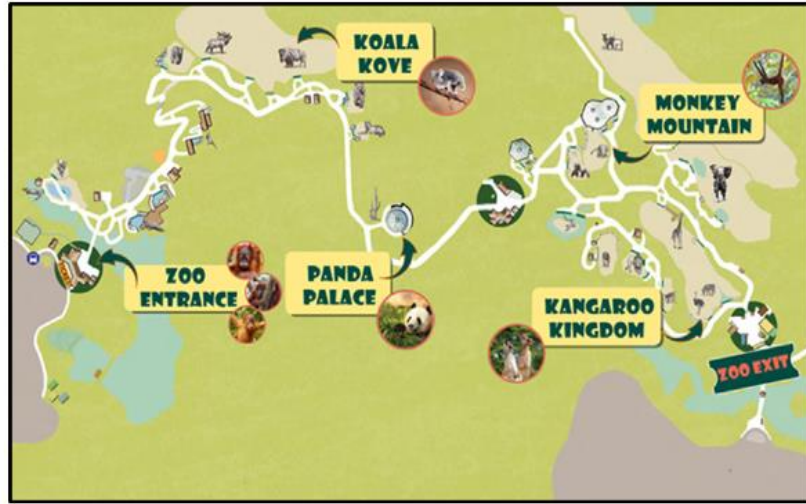 KOALA
KOVE
MONKEY
MOUNTAIN
ZOO
ENTRANCE
PANDA
PALACE
KANGAROO
KINGDOM
ZOO EXIT